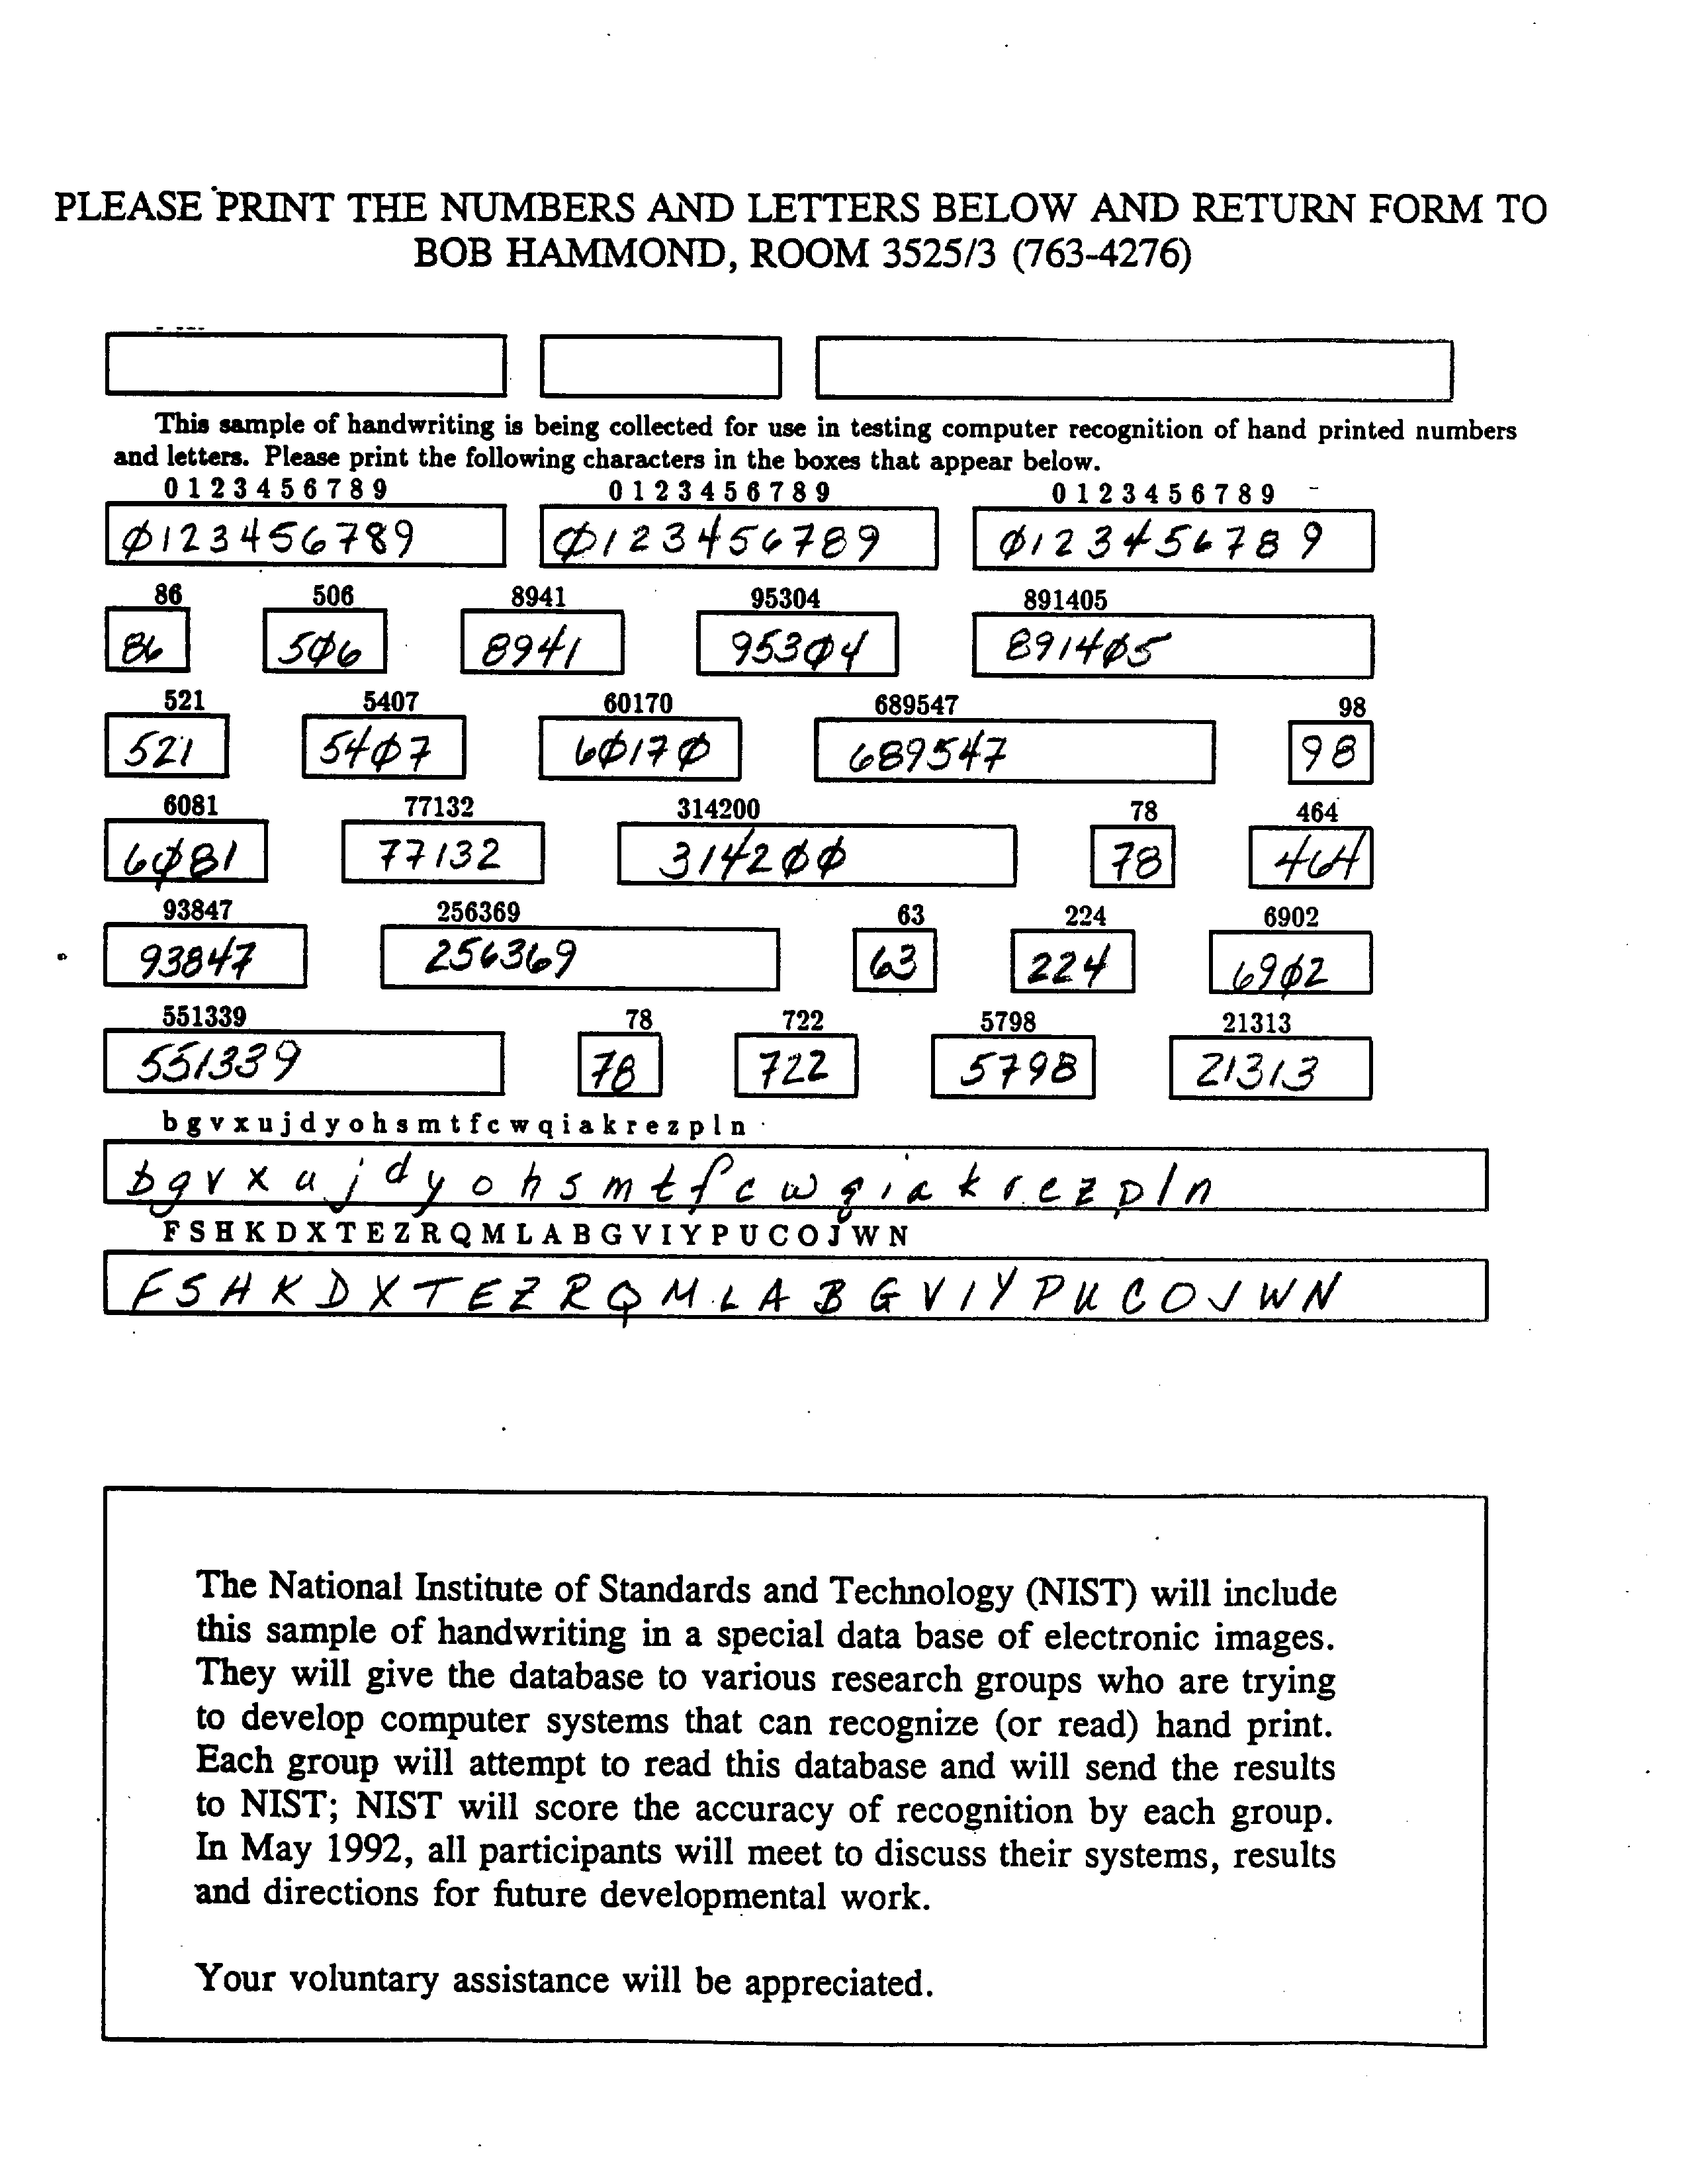 PLEASE PRINT THE NUMBERS AND LETTERS BELOW AND RETURN FORM TO
BOB HAMMOND, ROOM 3525/3 (763-4276)
This sample of handwriting is being collected for use in testing computer recognition of hand printed numbers
and letters. Please print the following characters in the boxes that appear below.
0 1 2 3 4 5 6 7 8 9 0 1 2 3 4 5 6 7 8 9 0 1 2 3 4 5 6 7 8 9
0123456789 0123456789 0123456789
86 506 8941 95304 891405
86 506 8941 95304 891405
521 5407 60170 689547 98
521 5407 60170 689547 98
6081 77132 314200 78 464
6081 77132 314200 78 464
93847 256369 63 224 6902
93847 256369 63 224 6902
551339 78 722 5798 21313
551339 78 722 5798 21313
b g v x u j d y o h s m t f c w q i a k r e z p l n
b g v x u j d y o h s m t f c w q i a k r e z p l n
F S H K D X T E Z R Q M L A B G V I Y P U C O J W N
F S H K D X T E Z R Q M L A B G V I Y P U C O J W N
The National Institute of Standards and Technology (NIST) will include
this sample of handwriting in a special data base of electronic images.
They will give the database to various research groups who are trying
to develop computer systems that can recognize (or read) hand print.
Each group will attempt to read this database and will send the results
to NIST; NIST will score the accuracy of recognition by each group.
In May 1992, all participants will meet to discuss their systems, results
and directions for future developmental work.
Your voluntary assistance will be appreciated.